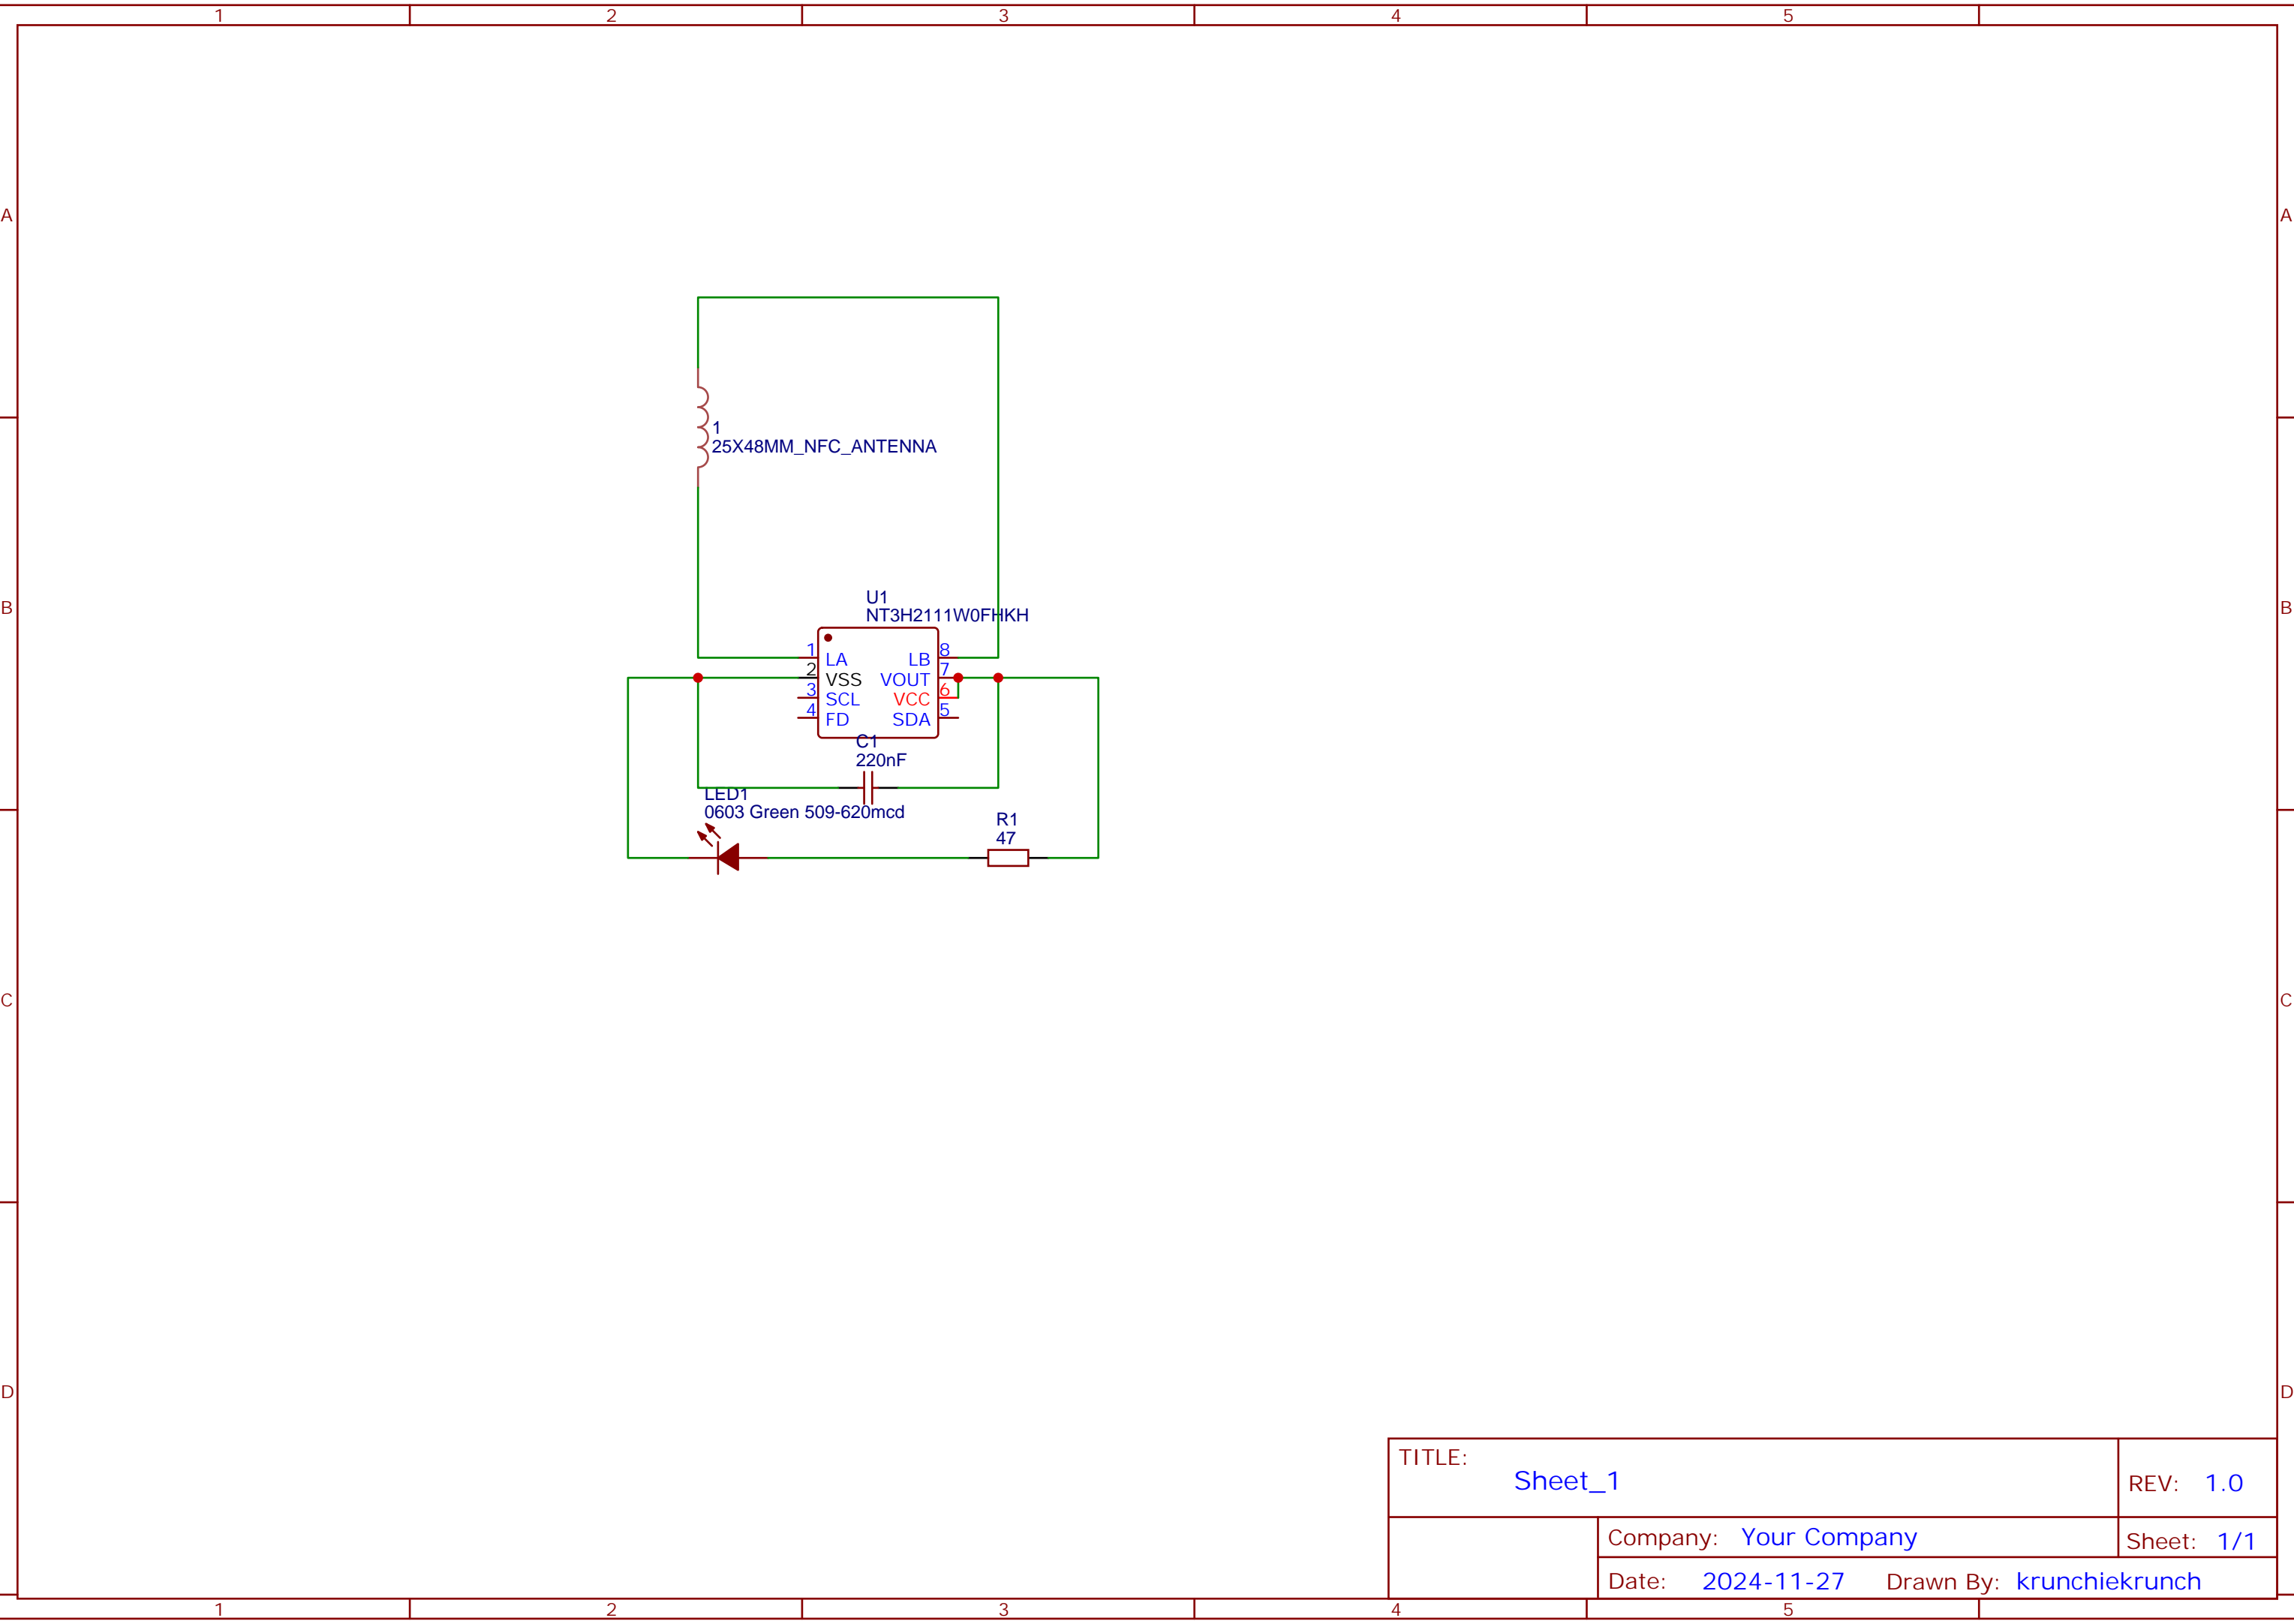 1 2 3 4 5
A A
1
25X48MM_NFC_ANTENNA
B B
U1
NT3H2111W0FHKH
1 LA LB 8
2 VSS VOUT 7
3 SCL VCC 6
4 FD SDA 5
C1
220nF
LED1
0603 Green 509-620mcd
R1
47
C C
D D
TITLE:
Sheet_1
REV: 1.0
Company: Your Company
Sheet: 1/1
Date: 2024-11-27 Drawn By: krunchiekrunch
1 2 3 4 5